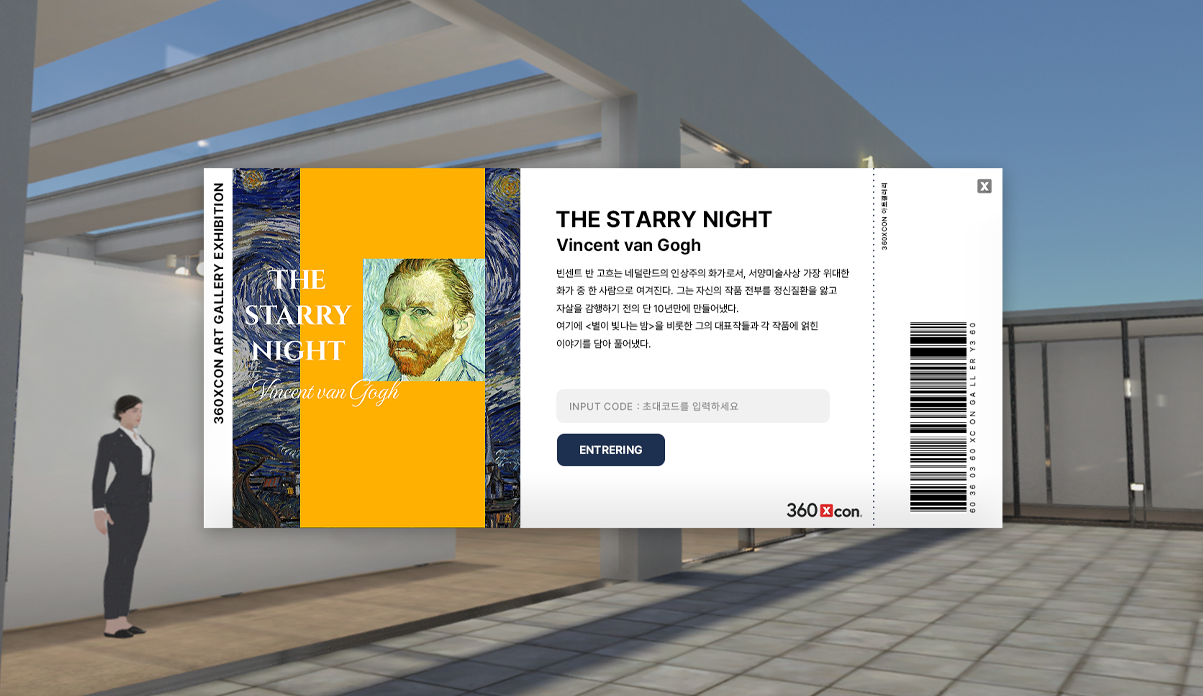 360XCON ART GALLERY EXHIBITION
THE
STARRY
NIGHT
Vincent van Gogh
THE STARRY NIGHT
Vincent van Gogh
빈센트 반 고흐는 네덜란드의 인상주의 화가로서, 서양미술사상 가장 위대한
화가 중 한 사람으로 여겨진다. 그는 자신의 작품 전부를 정신질환을 앓고
자살을 감행하기 전의 단 10년만에 만들어냈다.
여기에 <별이 빛나는 밤>을 비롯한 그의 대표작들과 각 작품에 얽힌
이야기를 담아 풀어냈다.
INPUT CODE : 초대코드를 입력하세요
ENTRERING
360 x con.
360XCON 아트갤러리
X
60 36 03 60 XC ON GA LL ER Y3 60